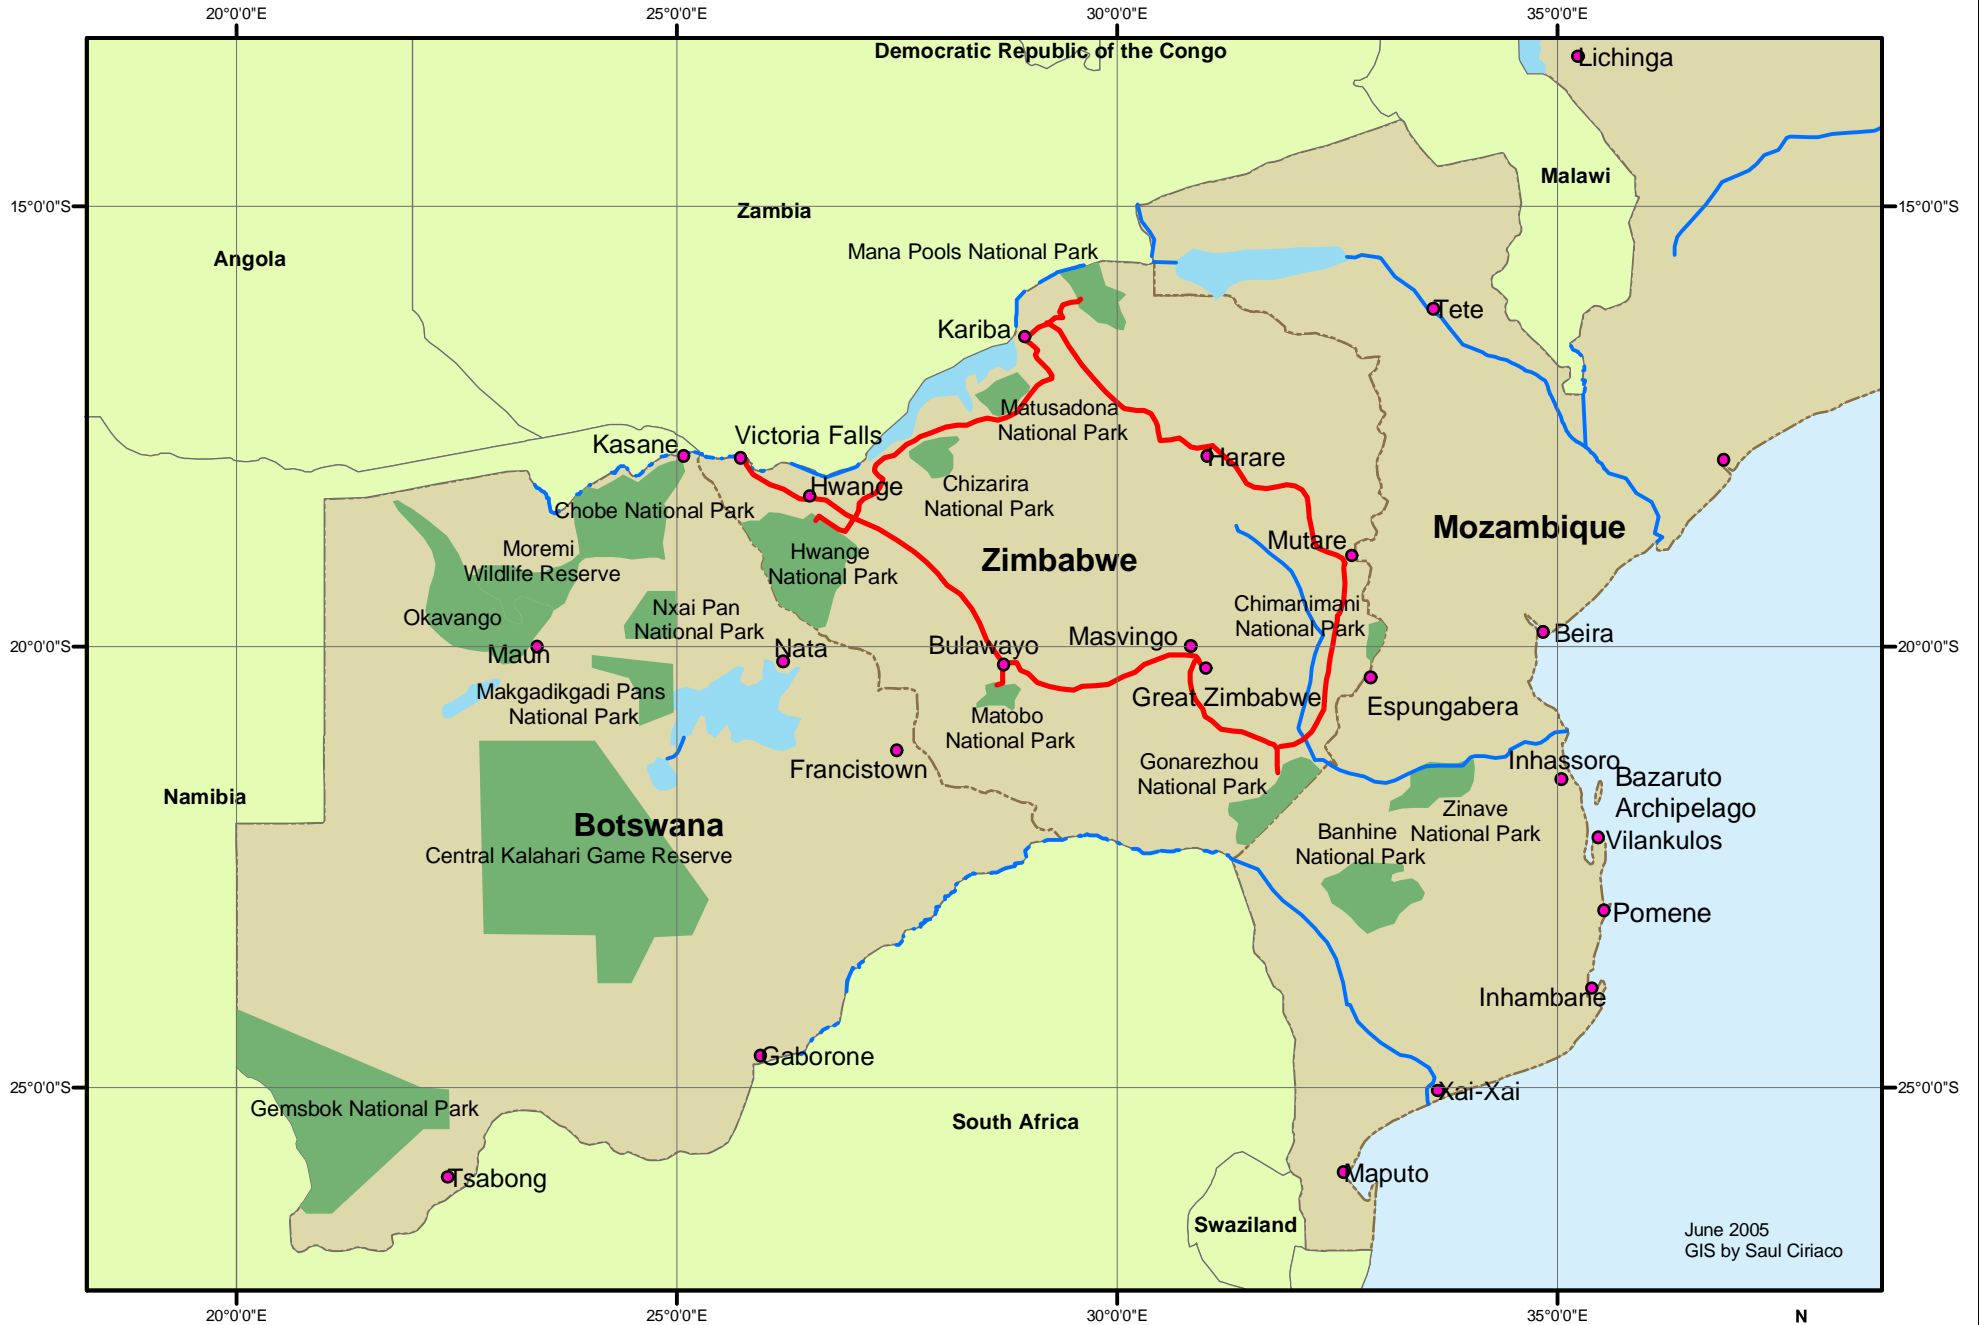 20°0'0"E
25°0'0"E
30°0'0"E
35°0'0"E
Democratic Republic of the Congo
Lichinga
Malawi
15°0'0"S
15°0'0"S
Zambia
Angola
Mana Pools National Park
Tete
Kariba
Matusadona
National Park
Kasane
Victoria Falls
Harare
Hwange
Chizarira
National Park
Chobe National Park
Mozambique
Mutare
Moremi
Wildlife Reserve
Hwange
National Park
Zimbabwe
Okavango
Nxai Pan
National Park
Chimanimani
National Park
Beira
20°0'0"S
20°0'0"S
Maun
Nata
Bulawayo
Masvingo
Makgadikgadi Pans
National Park
Great Zimbabwe
Espungabera
Matobo
National Park
Francistown
Gonarezhou
National Park
Inhassoro
Bazaruto
Archipelago
Namibia
Zinave
National Park
Botswana
Banhine
National Park
Vilankulos
Central Kalahari Game Reserve
Pomene
Inhambane
Gaborone
25°0'0"S
25°0'0"S
Xai-Xai
Gemsbok National Park
South Africa
Tsabong
Maputo
Swaziland
June 2005
GIS by Saul Ciriaco
20°0'0"E
25°0'0"E
30°0'0"E
35°0'0"E
N